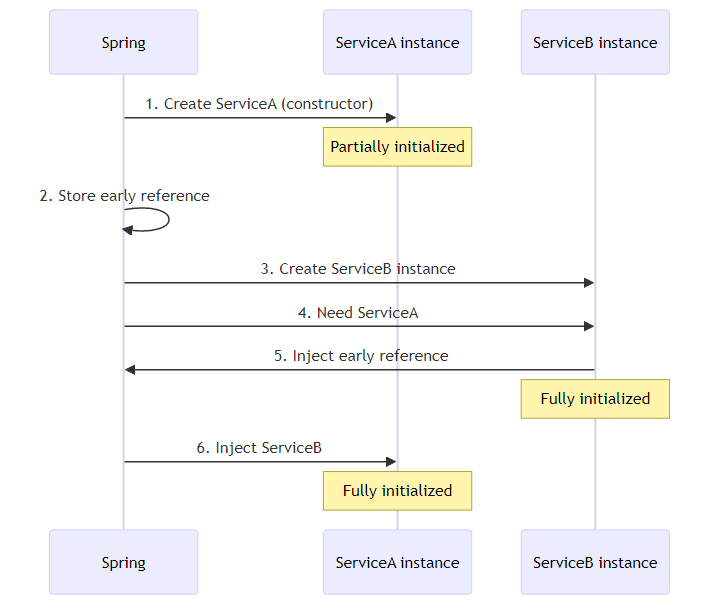 Spring
ServiceA instance
ServiceB instance
1. Create ServiceA (constructor)
Partially initialized
2. Store early reference
3. Create ServiceB instance
4. Need ServiceA
5. Inject early reference
Fully initialized
6. Inject ServiceB
Fully initialized
Spring
ServiceA instance
ServiceB instance